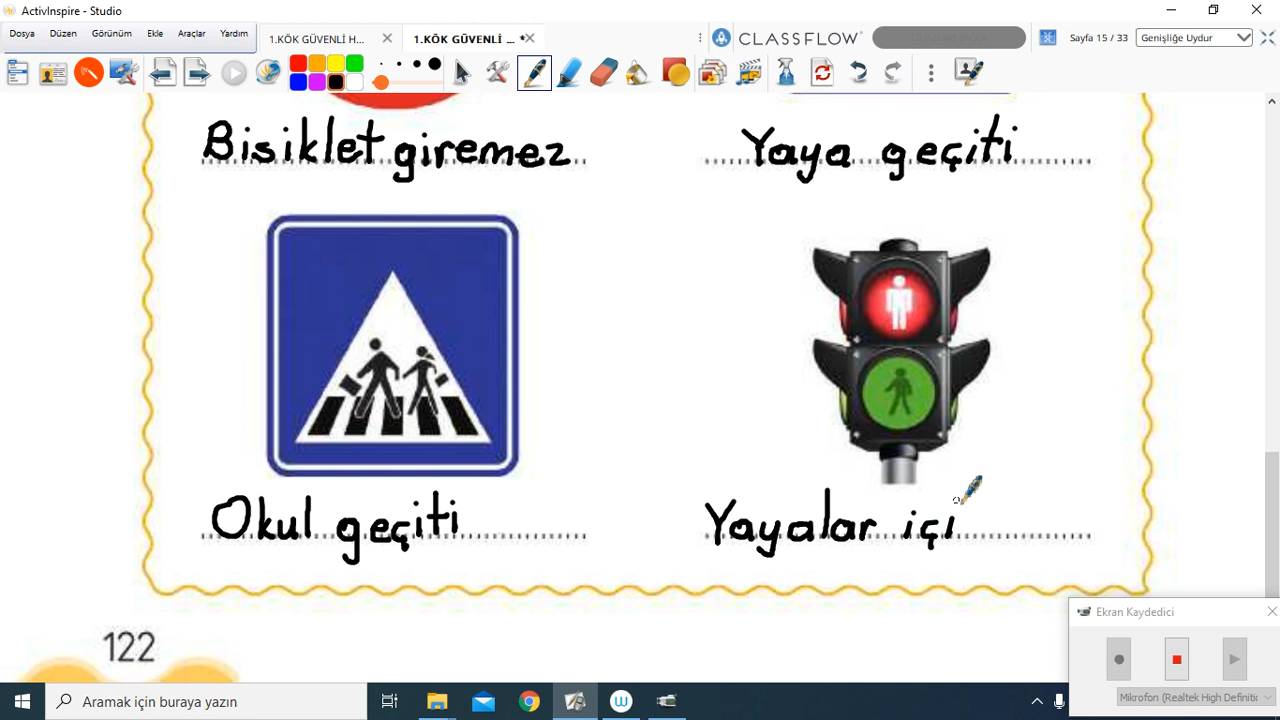 ActivInspire - Studio
Dosya Düzen Görünüm Ekle Araçlar Yardım
1.KÖK GÜVENLİ H...
1.KÖK GÜVENLİ ... *
CLASSFLOW
Sayfa 15 / 33
Genişliğe Uydur
Bisiklet giremez
Yaya geçiti
Okul geçiti
Yayalar içi
122
Ekran Kaydedici
Mikrofon (Realtek High Definitic
Aramak için buraya yazın